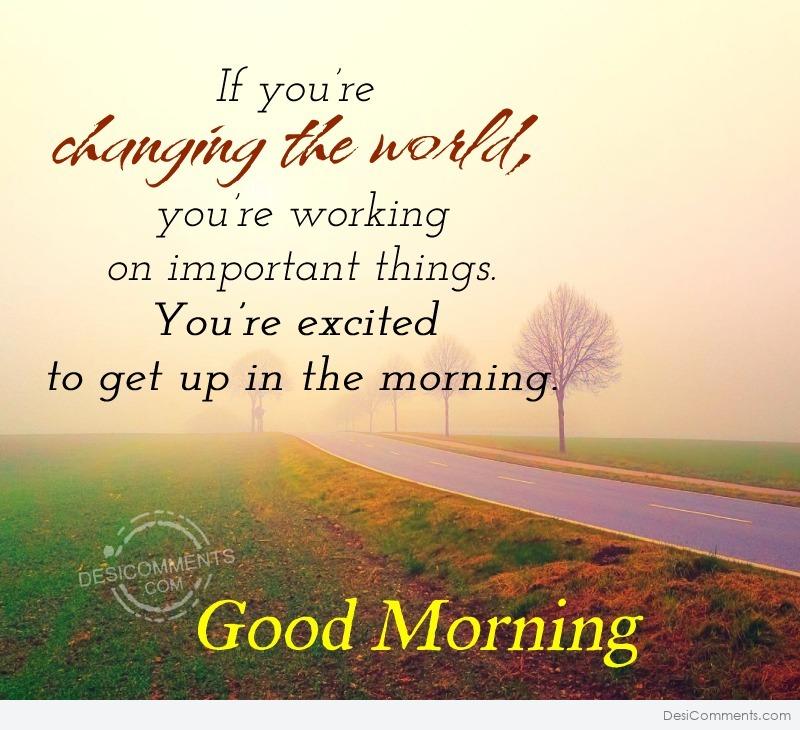 If you're
changing the world,
you're working
on important things.
You're excited
to get up in the morning.
DESICOMMENTS
.COM
Good Morning
DesiComments.com